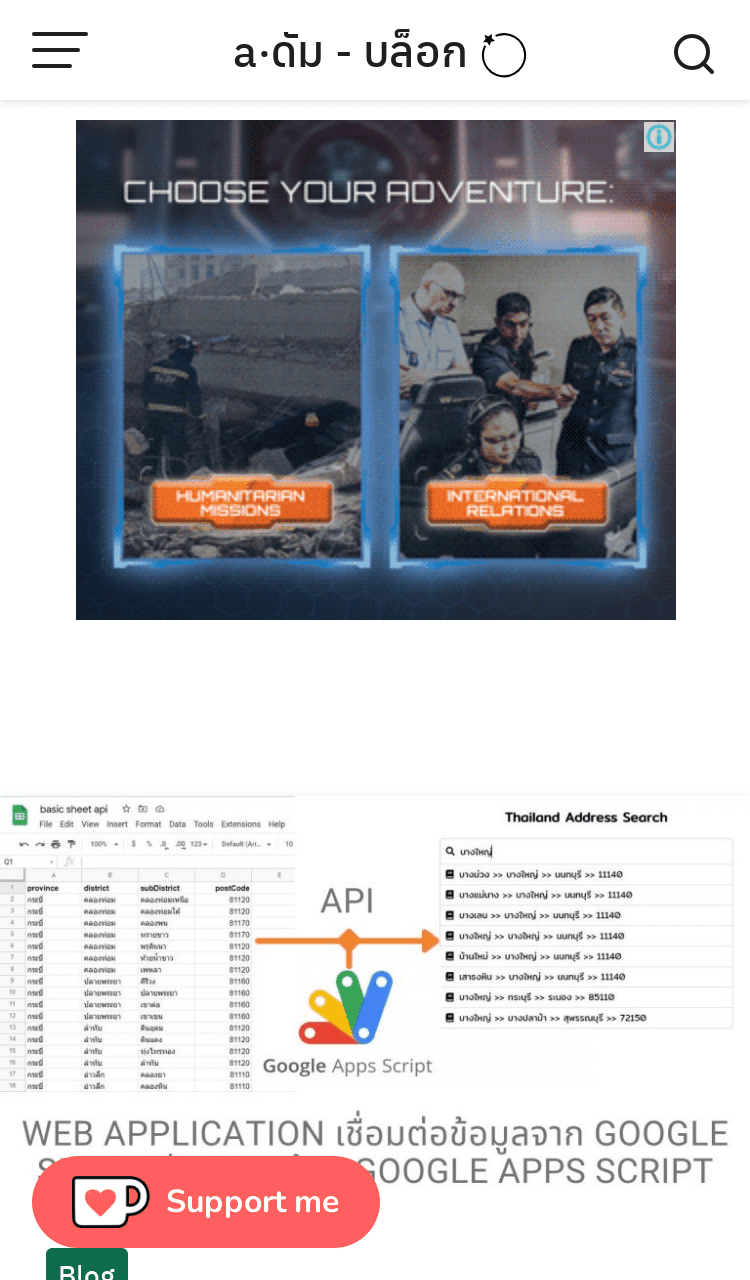 a·ดัม - บล็อก
CHOOSE YOUR ADVENTURE:
HUMANITARIAN
MISSIONS
INTERNATIONAL
RELATIONS
basic sheet api
File Edit View Insert Format Data Tools Extensions Help
100% $ % .0 .00 123 Default (Ari... 10
Q1
A B C D E
1 province district subDistrict postCode
2 กระบี่ คลองท่อม คลองท่อมเหนือ 81120
3 กระบี่ คลองท่อม คลองท่อมใต้ 81120
4 กระบี่ คลองท่อม คลองพน 81170
5 กระบี่ คลองท่อม ทรายขาว 81170
6 กระบี่ คลองท่อม พรุดินนา 81120
7 กระบี่ คลองท่อม ห้วยน้ำขาว 81120
8 กระบี่ คลองท่อม เพหลา 81120
9 กระบี่ ปลายพระยา คีรีวง 81160
10 กระบี่ ปลายพระยา ปลายพระยา 81160
11 กระบี่ ปลายพระยา เขาต่อ 81160
12 กระบี่ ปลายพระยา เขาเขน 81160
13 กระบี่ ลำทับ ดินอุดม 81120
14 กระบี่ ลำทับ ดินแดง 81120
15 กระบี่ ลำทับ ทุ่งไทรทอง 81120
16 กระบี่ ลำทับ ลำทับ 81120
17 กระบี่ อ่าวลึก คลองยา 81110
18 กระบี่ อ่าวลึก คลองหิน 81110
API
Google Apps Script
Thailand Address Search
บางใหญ่
บางม่วง >> บางใหญ่ >> นนทบุรี >> 11140
บางแม่นาง >> บางใหญ่ >> นนทบุรี >> 11140
บางเลน >> บางใหญ่ >> นนทบุรี >> 11140
บางใหญ่ >> บางใหญ่ >> นนทบุรี >> 11140
บ้านใหม่ >> บางใหญ่ >> นนทบุรี >> 11140
เสาธงหิน >> บางใหญ่ >> นนทบุรี >> 11140
บางใหญ่ >> กระบุรี >> ระนอง >> 85110
บางใหญ่ >> บางปลาม้า >> สุพรรณบุรี >> 72150
WEB APPLICATION เชื่อมต่อข้อมูลจาก GOOGLE
GOOGLE APPS SCRIPT
Support me
Blog